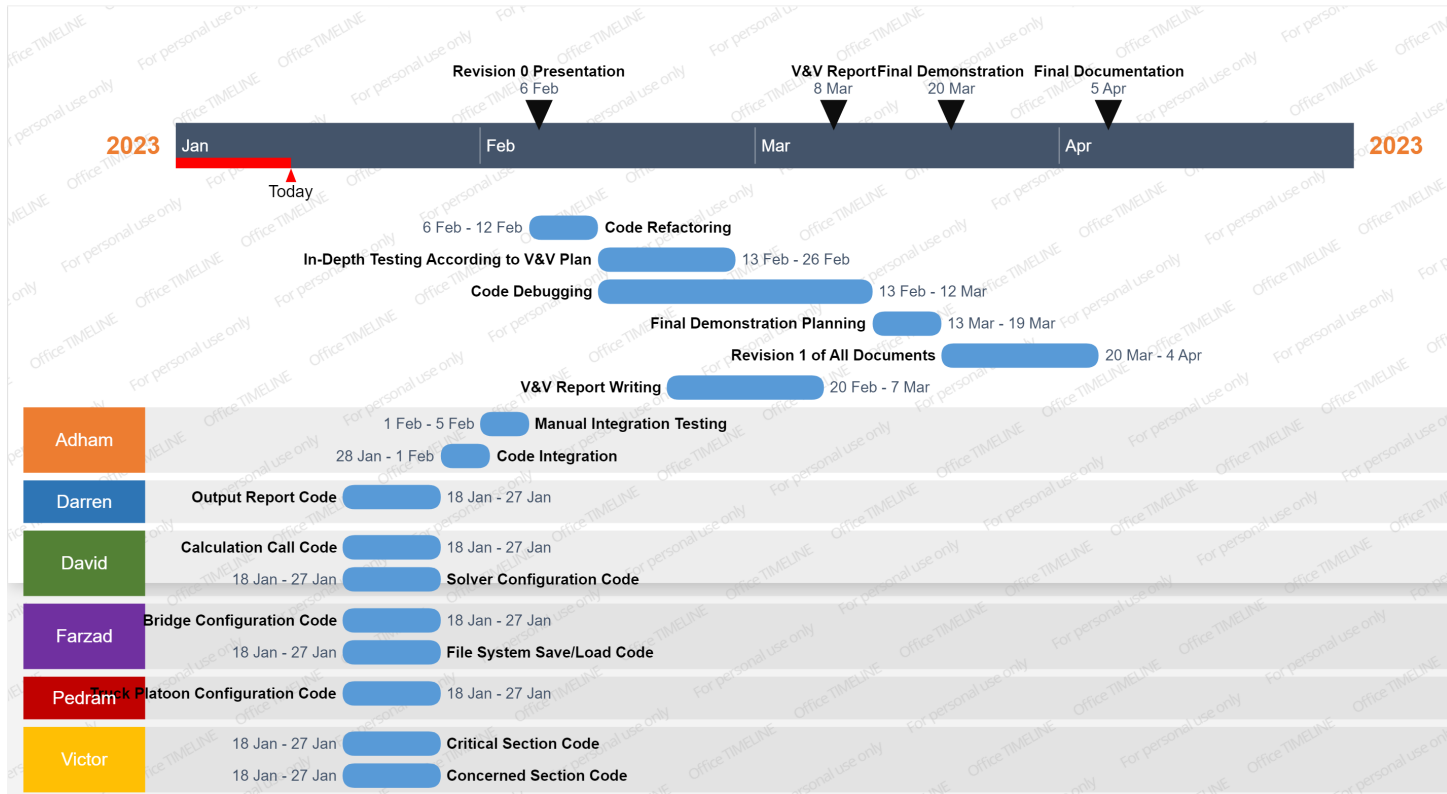 Revision 0 Presentation
6 Feb
V&V Report
8 Mar
Final Demonstration
20 Mar
Final Documentation
5 Apr
2023
Jan
Feb
Mar
Apr
2023
Today
6 Feb - 12 Feb Code Refactoring
In-Depth Testing According to V&V Plan 13 Feb - 26 Feb
Code Debugging 13 Feb - 12 Mar
Final Demonstration Planning 13 Mar - 19 Mar
Revision 1 of All Documents 20 Mar - 4 Apr
V&V Report Writing 20 Feb - 7 Mar
Adham
1 Feb - 5 Feb Manual Integration Testing
28 Jan - 1 Feb Code Integration
Darren
Output Report Code 18 Jan - 27 Jan
David
Calculation Call Code 18 Jan - 27 Jan
18 Jan - 27 Jan Solver Configuration Code
Farzad
Bridge Configuration Code 18 Jan - 27 Jan
18 Jan - 27 Jan File System Save/Load Code
Pedram
Truck Platoon Configuration Code 18 Jan - 27 Jan
Victor
18 Jan - 27 Jan Critical Section Code
18 Jan - 27 Jan Concerned Section Code
Office TIMELINE
For personal use only